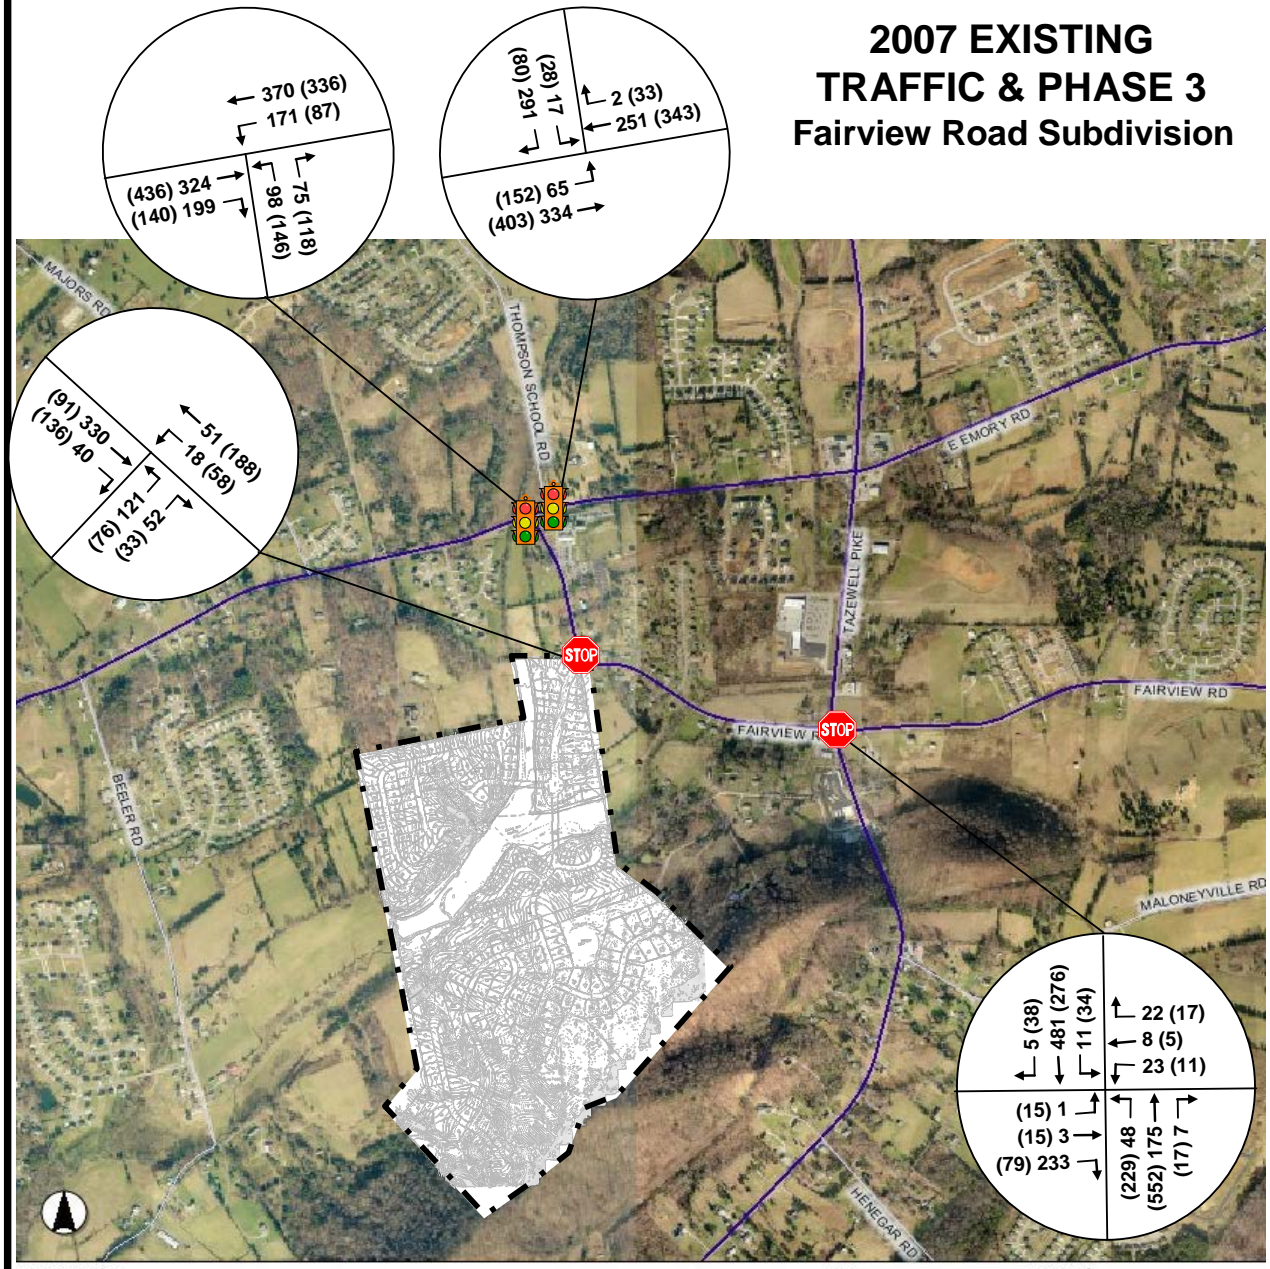 2007 EXISTING
TRAFFIC & PHASE 3
Fairview Road Subdivision
370 (336)
171 (87)
(436) 324
(140) 199
98 (146)
75 (118)
(80) 291
(28) 17
2 (33)
251 (343)
(152) 65
(403) 334
MAJORS RD
THOMPSON SCHOOL RD
(91) 330
(136) 40
51 (188)
18 (58)
(76) 121
(33) 52
E EMORY RD
TAZEWELL PIKE
STOP
FAIRVIEW RD
FAIRVIEW R
STOP
BEELER RD
MALONEYVILLE RD
5 (38)
481 (276)
11 (34)
22 (17)
8 (5)
23 (11)
(15) 1
(15) 3
(79) 233
(229) 48
(552) 175
(17) 7
HENEGAR RD